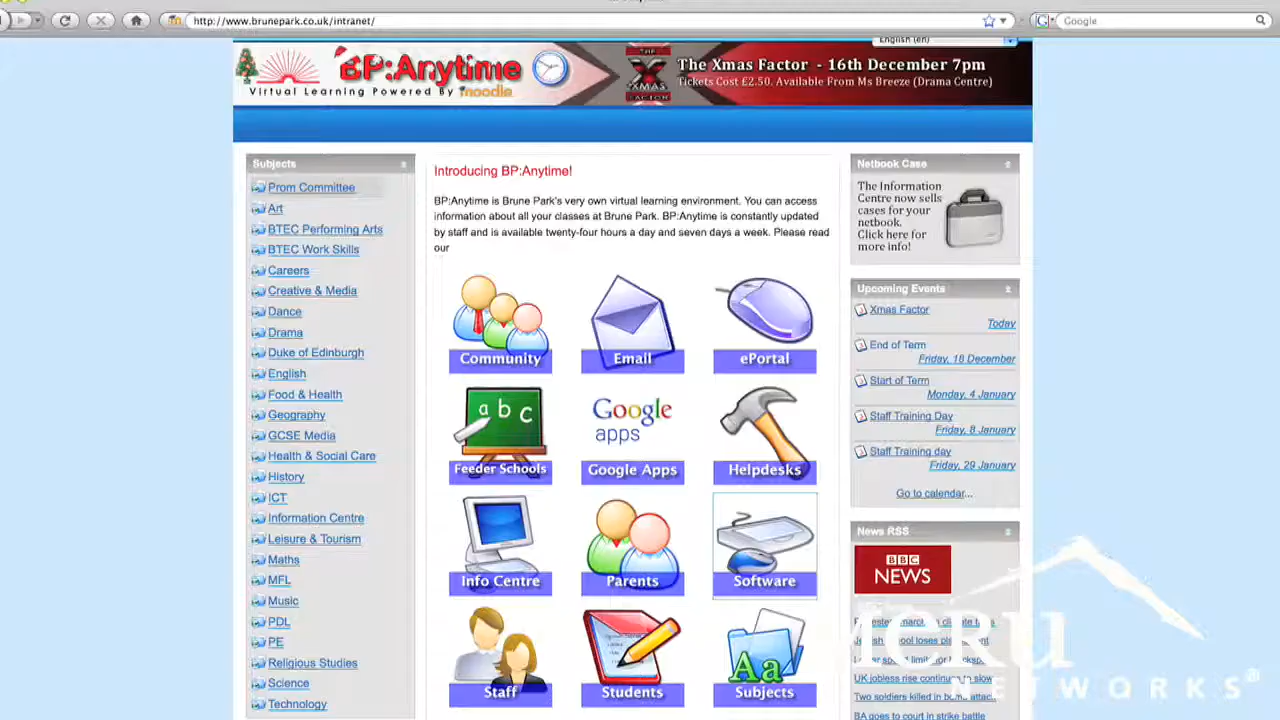 http://www.brunepark.co.uk/intranet/
Google
English (en)
BP:Anytime
Virtual Learning Powered By moodle
THE
X
XMAS
FACTOR
The Xmas Factor - 16th December 7pm
Tickets Cost £2.50. Available From Ms Breeze (Drama Centre)
Subjects
Prom Committee
Art
BTEC Performing Arts
BTEC Work Skills
Careers
Creative & Media
Dance
Drama
Duke of Edinburgh
English
Food & Health
Geography
GCSE Media
Health & Social Care
History
ICT
Information Centre
Leisure & Tourism
Maths
MFL
Music
PDL
PE
Religious Studies
Science
Technology
Introducing BP:Anytime!
BP:Anytime is Brune Park's very own virtual learning environment. You can access
information about all your classes at Brune Park. BP:Anytime is constantly updated
by staff and is available twenty-four hours a day and seven days a week. Please read
our
Community
Email
ePortal
a b c
Google
apps
Feeder Schools
Google Apps
Helpdesks
Info Centre
Parents
Software
Aa
Staff
Students
Subjects
Netbook Case
The Information
Centre now sells
cases for your
netbook.
Click here for
more info!
Upcoming Events
Xmas Factor
Today
End of Term
Friday, 18 December
Start of Term
Monday, 4 January
Staff Training Day
Friday, 8 January
Staff Training day
Friday, 29 January
Go to calendar...
News RSS
BBC
NEWS
UK jobless rise continues to slow
Two soldiers killed in bomb attack
BA goes to court in strike battle
NETWORKS®